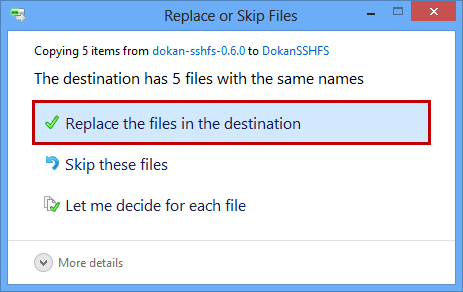 Replace or Skip Files
Copying 5 items from dokan-sshfs-0.6.0 to DokanSSHFS
The destination has 5 files with the same names
Replace the files in the destination
Skip these files
Let me decide for each file
More details